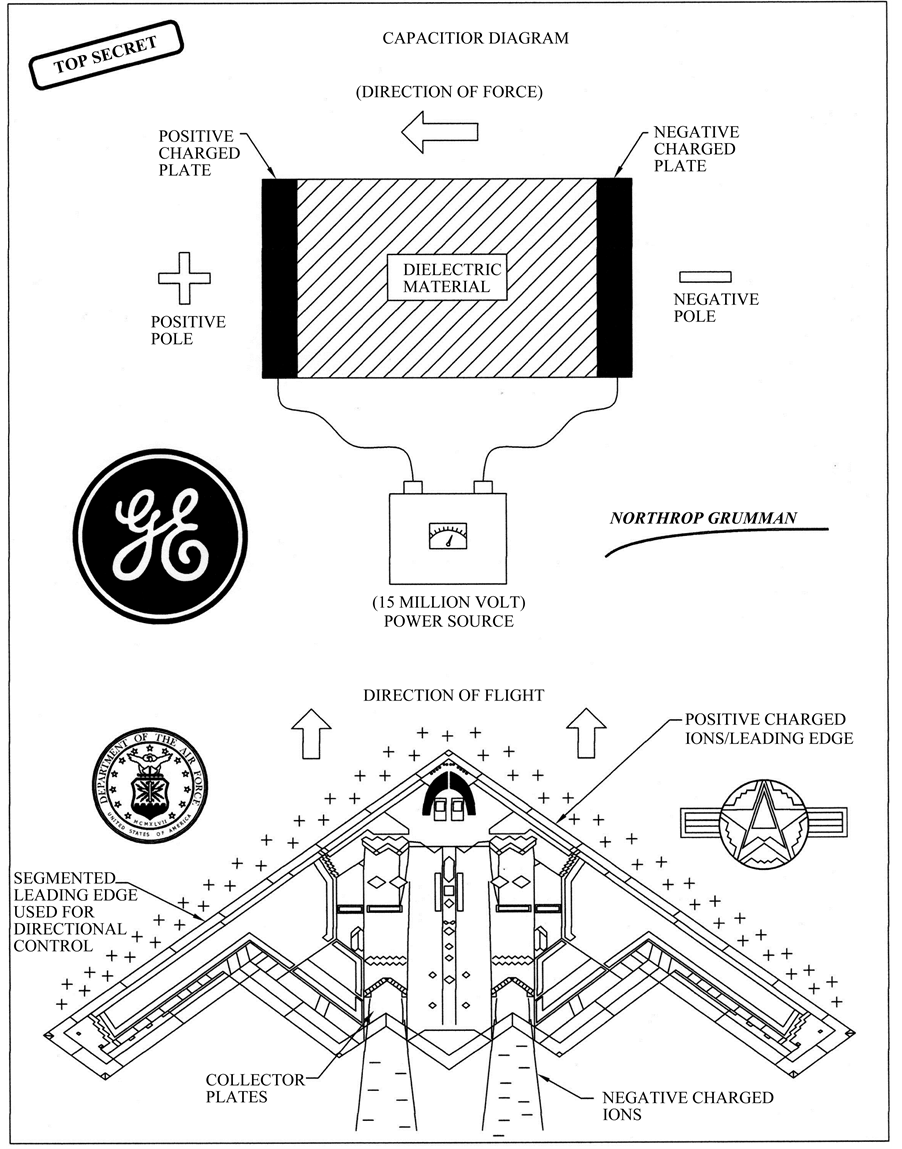 TOP SECRET
CAPACITIOR DIAGRAM
(DIRECTION OF FORCE)
POSITIVE
CHARGED
PLATE
NEGATIVE
CHARGED
PLATE
DIELECTRIC
MATERIAL
POSITIVE
POLE
NEGATIVE
POLE
GE
NORTHROP GRUMMAN
(15 MILLION VOLT)
POWER SOURCE
DIRECTION OF FLIGHT
POSITIVE CHARGED
IONS/LEADING EDGE
DEPARTMENT OF THE AIR FORCE
MCMXLVII
UNITED STATES OF AMERICA
SEGMENTED
LEADING EDGE
USED FOR
DIRECTIONAL
CONTROL
COLLECTOR
PLATES
NEGATIVE CHARGED
IONS